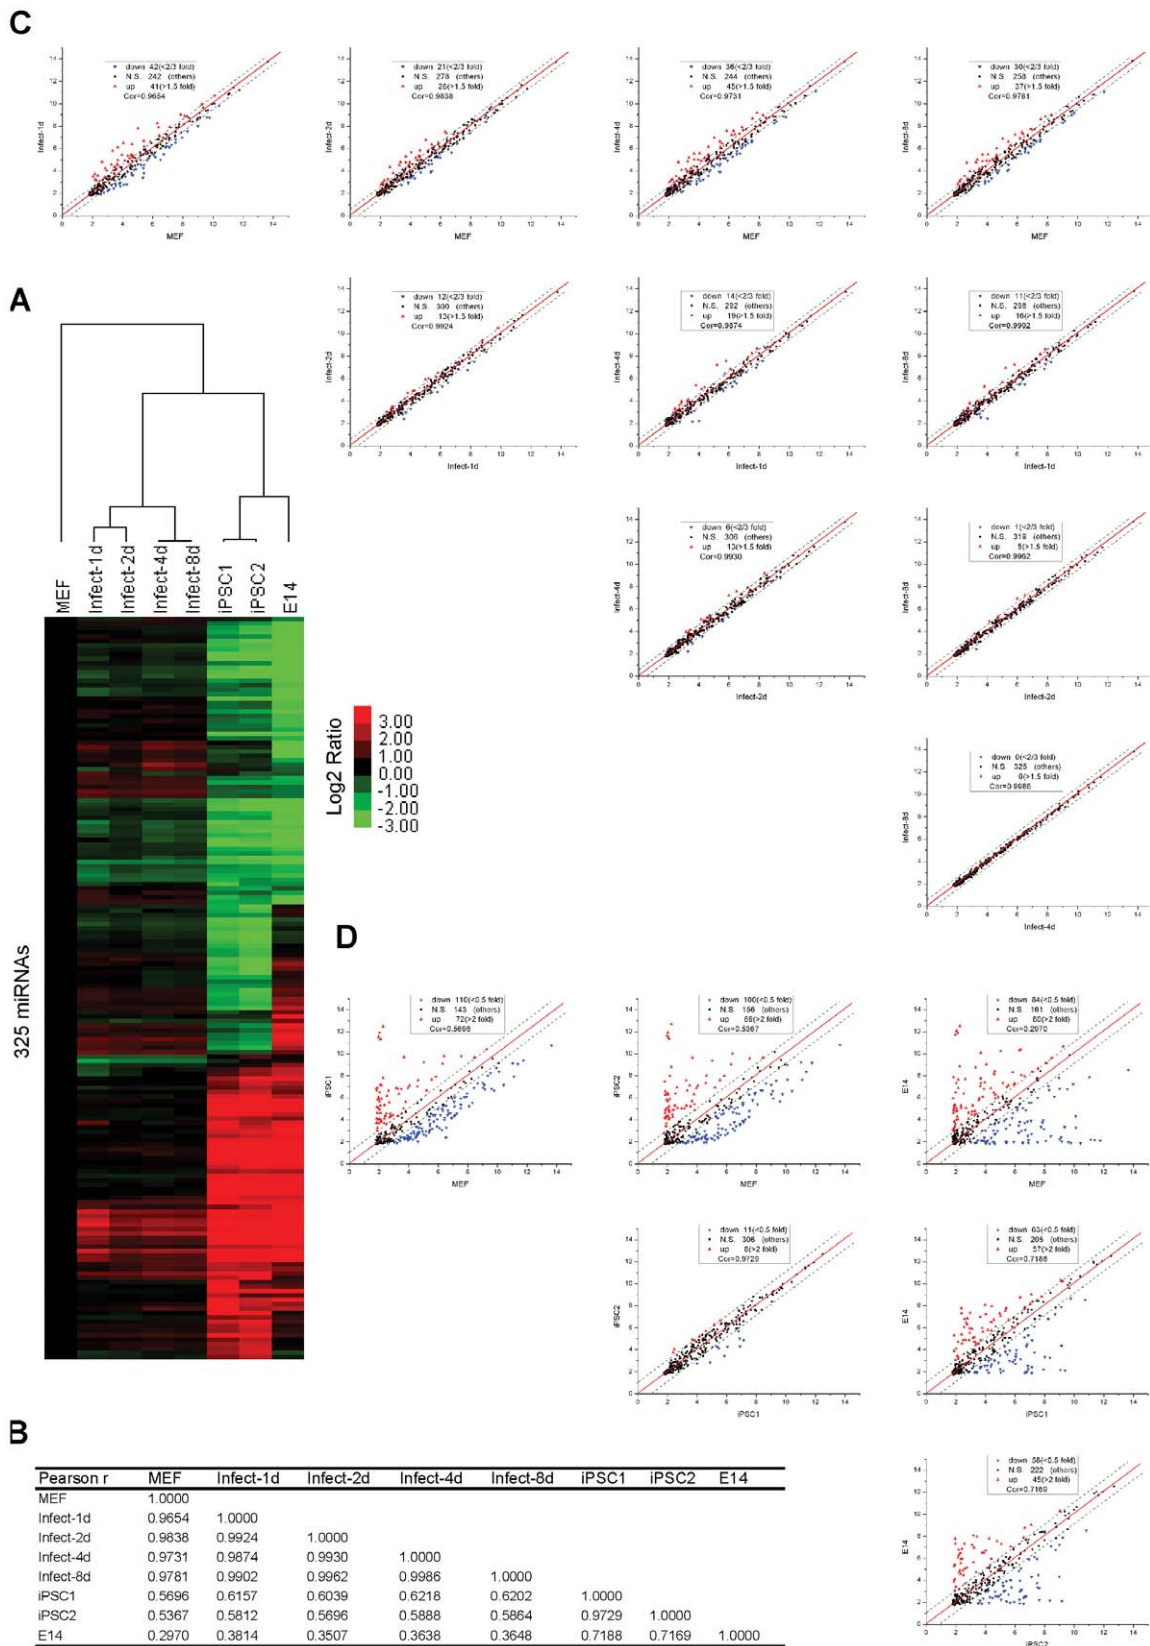 C
down 42(<2/3 fold)
N.S. 242 (others)
up 41(>1.5 fold)
Cor=0.9654
Infect-1d
MEF
down 21(<2/3 fold)
N.S. 278 (others)
up 26(>1.5 fold)
Cor=0.9838
Infect-2d
MEF
down 36(<2/3 fold)
N.S. 244 (others)
up 45(>1.5 fold)
Cor=0.9731
Infect-4d
MEF
down 30(<2/3 fold)
N.S. 258 (others)
up 37(>1.5 fold)
Cor=0.9781
Infect-8d
MEF
A
down 12(<2/3 fold)
N.S. 300 (others)
up 13(>1.5 fold)
Cor=0.9924
Infect-2d
Infect-1d
down 14(<2/3 fold)
N.S. 292 (others)
up 19(>1.5 fold)
Cor=0.9874
Infect-4d
Infect-1d
down 11(<2/3 fold)
N.S. 298 (others)
up 16(>1.5 fold)
Cor=0.9902
Infect-8d
Infect-1d
down 6(<2/3 fold)
N.S. 306 (others)
up 13(>1.5 fold)
Cor=0.9930
Infect-4d
Infect-2d
down 1(<2/3 fold)
N.S. 319 (others)
up 5(>1.5 fold)
Cor=0.9962
Infect-8d
Infect-2d
down 0(<2/3 fold)
N.S. 325 (others)
up 0(>1.5 fold)
Cor=0.9986
Infect-8d
Infect-4d
MEF
Infect-1d
Infect-2d
Infect-4d
Infect-8d
iPSC1
iPSC2
E14
Log2 Ratio
3.00
2.00
1.00
0.00
-1.00
-2.00
-3.00
325 miRNAs
D
down 110(<0.5 fold)
N.S. 143 (others)
up 72(>2 fold)
Cor=0.5696
iPSC1
MEF
down 100(<0.5 fold)
N.S. 156 (others)
up 69(>2 fold)
Cor=0.5367
iPSC2
MEF
down 84(<0.5 fold)
N.S. 161 (others)
up 80(>2 fold)
Cor=0.2970
E14
MEF
down 11(<0.5 fold)
N.S. 306 (others)
up 8(>2 fold)
Cor=0.9729
iPSC2
iPSC1
down 63(<0.5 fold)
N.S. 205 (others)
up 57(>2 fold)
Cor=0.7188
E14
iPSC1
down 58(<0.5 fold)
N.S. 222 (others)
up 45(>2 fold)
Cor=0.7169
E14
iPSC2
B
Pearson r MEF Infect-1d Infect-2d Infect-4d Infect-8d iPSC1 iPSC2 E14
MEF 1.0000
Infect-1d 0.9654 1.0000
Infect-2d 0.9838 0.9924 1.0000
Infect-4d 0.9731 0.9874 0.9930 1.0000
Infect-8d 0.9781 0.9902 0.9962 0.9986 1.0000
iPSC1 0.5696 0.6157 0.6039 0.6218 0.6202 1.0000
iPSC2 0.5367 0.5812 0.5696 0.5888 0.5864 0.9729 1.0000
E14 0.2970 0.3814 0.3507 0.3638 0.3648 0.7188 0.7169 1.0000